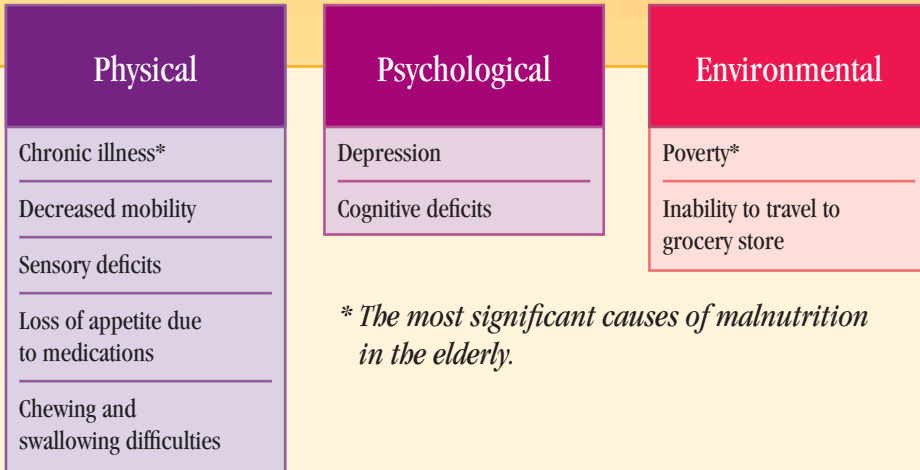 Physical
Chronic illness*
Decreased mobility
Sensory deficits
Loss of appetite due
to medications
Chewing and
swallowing difficulties
Psychological
Depression
Cognitive deficits
Environmental
Poverty*
Inability to travel to
grocery store
* The most significant causes of malnutrition
in the elderly.